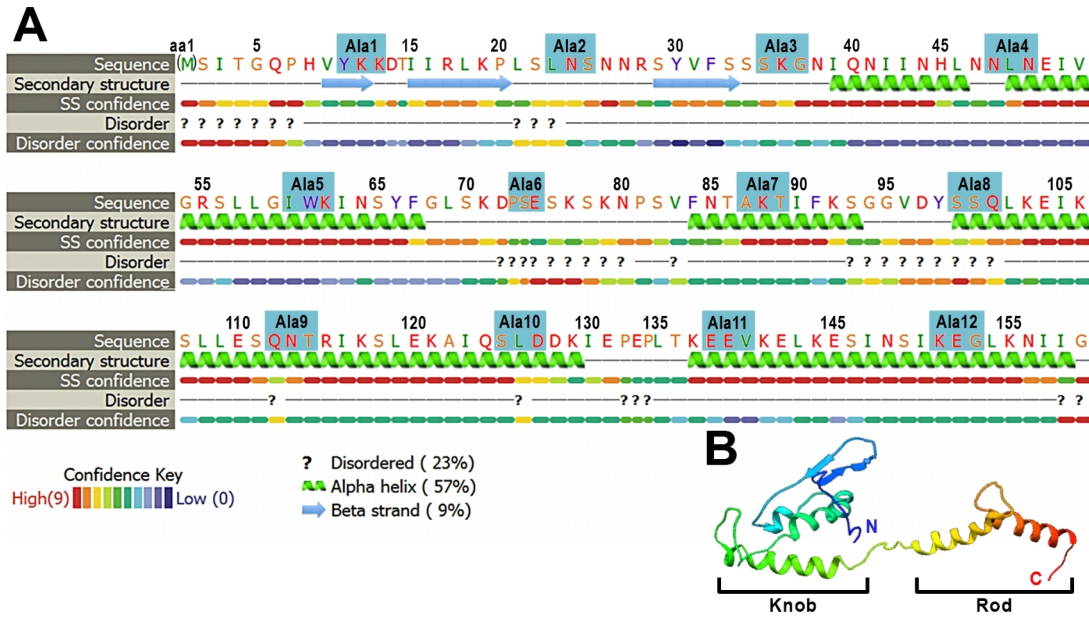 A
aa1 5 Ala1 15 20 Ala2 30 Ala3 40 45 Ala4
Sequence (M)S I T G Q P H V Y K K D T I I R L K P L S L N S N N R S Y V F S S S K G N I Q N I I N H L N N L N E I V
Secondary structure
SS confidence
Disorder ? ? ? ? ? ? ? ? ? ?
Disorder confidence
55 Ala5 65 70 Ala6 80 85 Ala7 90 95 Ala8 105
Sequence G R S L L G I W K I N S Y F G L S K D P S E S K S K N P S V F N T A K T I F K S G G V D Y S S Q L K E I K
Secondary structure
SS confidence
Disorder ? ? ? ? ? ? ? ? ? ? ? ? ? ? ? ? ? ? ?
Disorder confidence
110 Ala9 120 Ala10 130 135 Ala11 145 Ala12 155
Sequence S L L E S Q N T R I K S L E K A I Q S L D D K I E P E P L T K E E V K E L K E S I N S I K E G L K N I I G
Secondary structure
SS confidence
Disorder ? ? ? ? ? ? ?
Disorder confidence
Confidence Key
High(9) Low (0)
? Disordered ( 23%)
Alpha helix ( 57%)
Beta strand ( 9%)
B
N
C
Knob
Rod